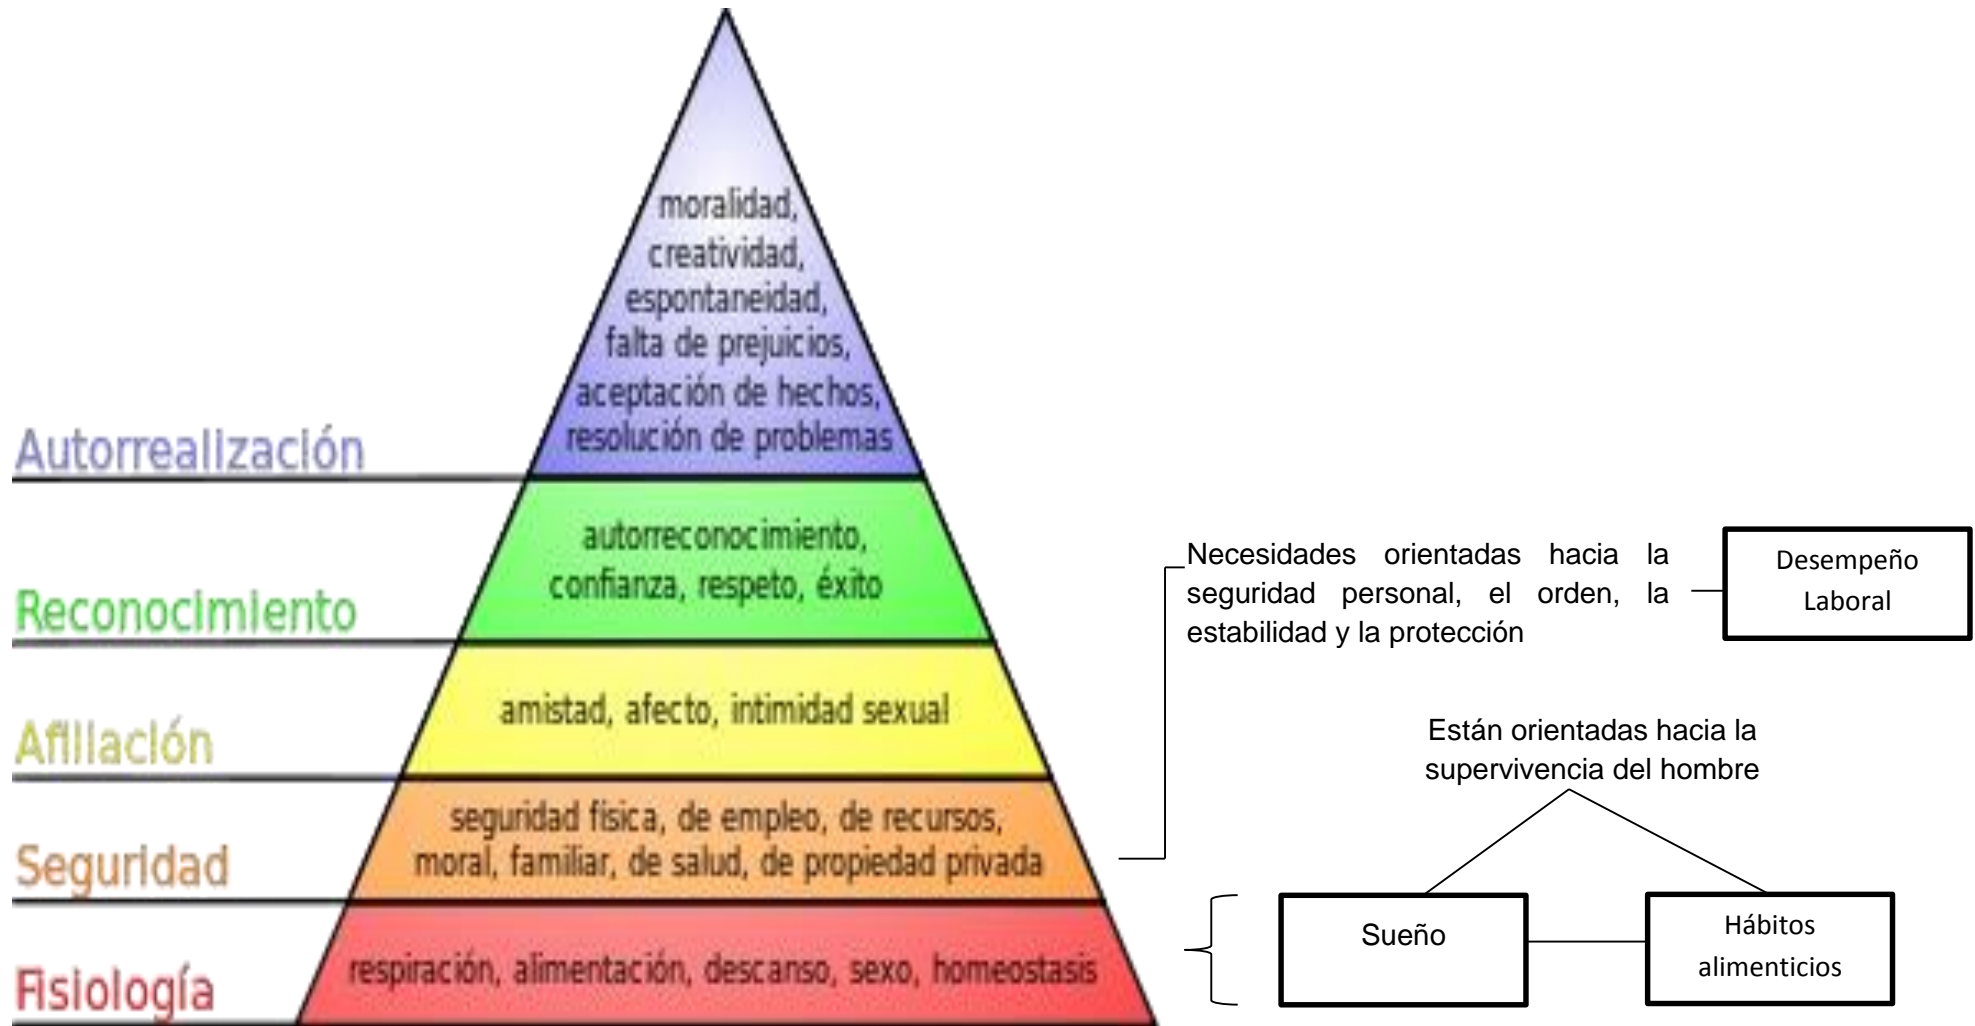 moralidad,
creatividad,
espontaneidad,
falta de prejuicios,
aceptación de hechos,
resolución de problemas
Autorrealización
autorreconocimiento,
confianza, respeto, éxito
Reconocimiento
amistad, afecto, intimidad sexual
Afiliación
seguridad física, de empleo, de recursos,
moral, familiar, de salud, de propiedad privada
Seguridad
respiración, alimentación, descanso, sexo, homeostasis
Fisiología
Necesidades orientadas hacia la
seguridad personal, el orden, la
estabilidad y la protección
Desempeño
Laboral
Están orientadas hacia la
supervivencia del hombre
Sueño
Hábitos
alimenticios